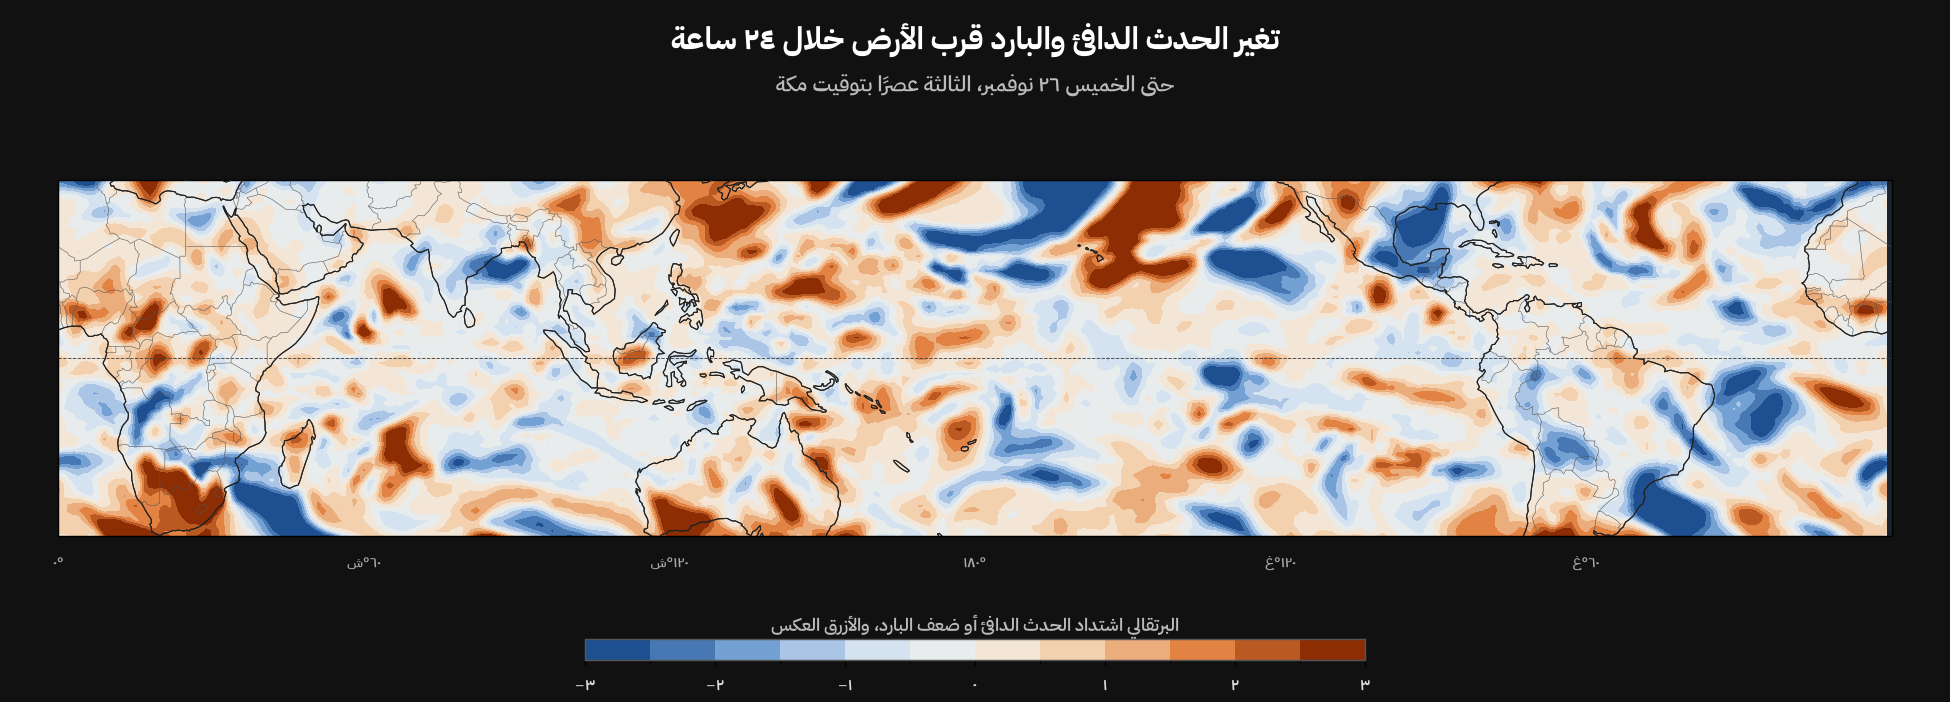 تغير الحدث الدافئ والبارد قرب الأرض خلال ٢٤ ساعة
حتى الخميس ٢٦ نوفمبر، الثالثة عصرًا بتوقيت مكة
٠° ٦٠°ش ١٢٠°ش ١٨٠° ١٢٠°غ ٦٠°غ
البرتقالي اشتداد الحدث الدافئ أو ضعف البارد، والأزرق العكس
−٣ −٢ −١ ٠ ١ ٢ ٣